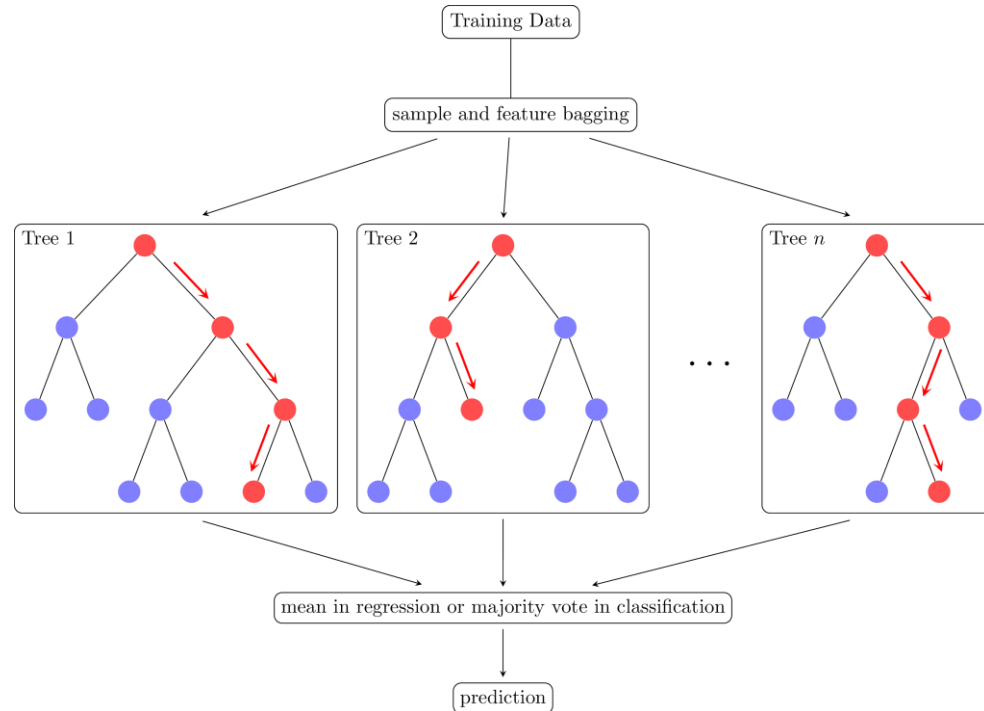 Training Data
sample and feature bagging
Tree 1
Tree 2
Tree n
...
mean in regression or majority vote in classification
prediction